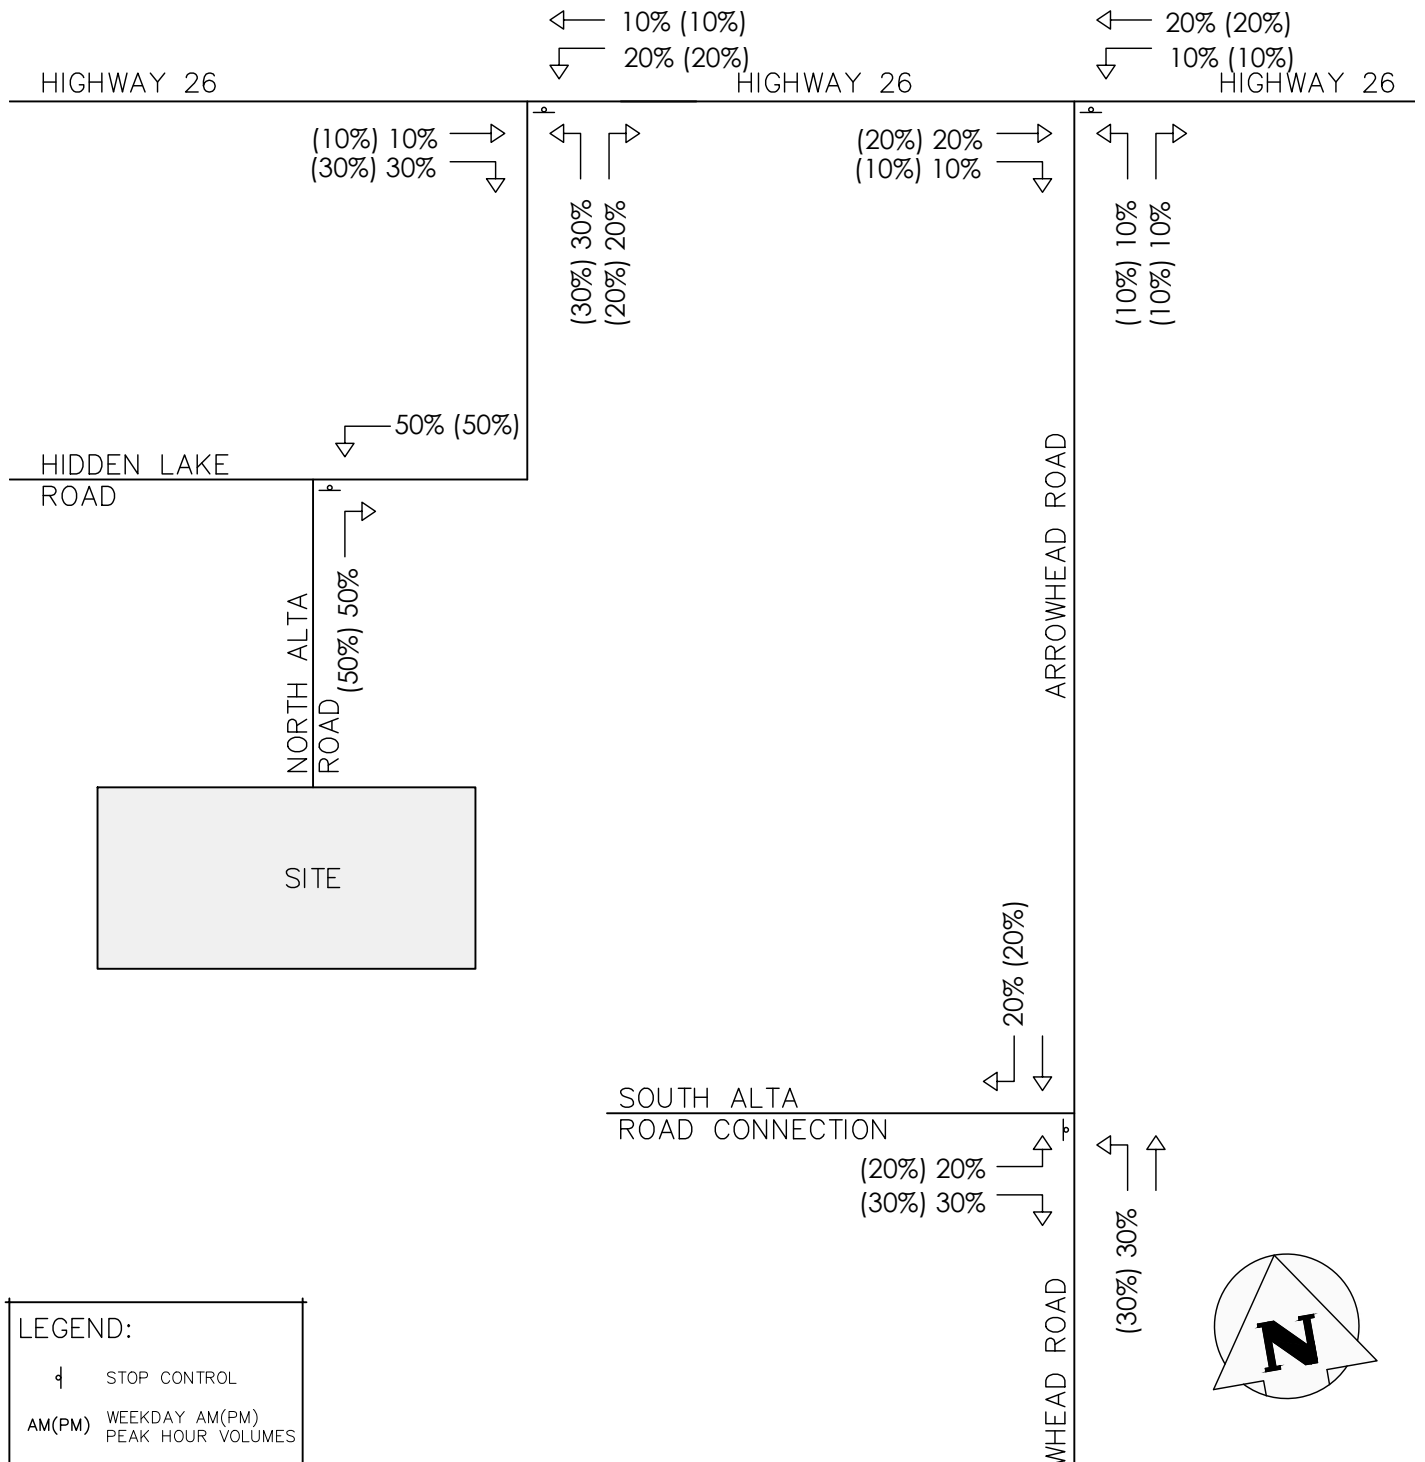 10% (10%)
20% (20%)
20% (20%)
10% (10%)
HIGHWAY 26
HIGHWAY 26
HIGHWAY 26
(10%) 10%
(30%) 30%
(30%) 30%
(20%) 20%
(20%) 20%
(10%) 10%
(10%) 10%
(10%) 10%
50% (50%)
HIDDEN LAKE
ROAD
(50%) 50%
NORTH ALTA
ROAD
ARROWHEAD ROAD
SITE
20% (20%)
SOUTH ALTA
ROAD CONNECTION
(20%) 20%
(30%) 30%
(30%) 30%
WHEAD ROAD
N
LEGEND:
STOP CONTROL
AM(PM) WEEKDAY AM(PM)
PEAK HOUR VOLUMES